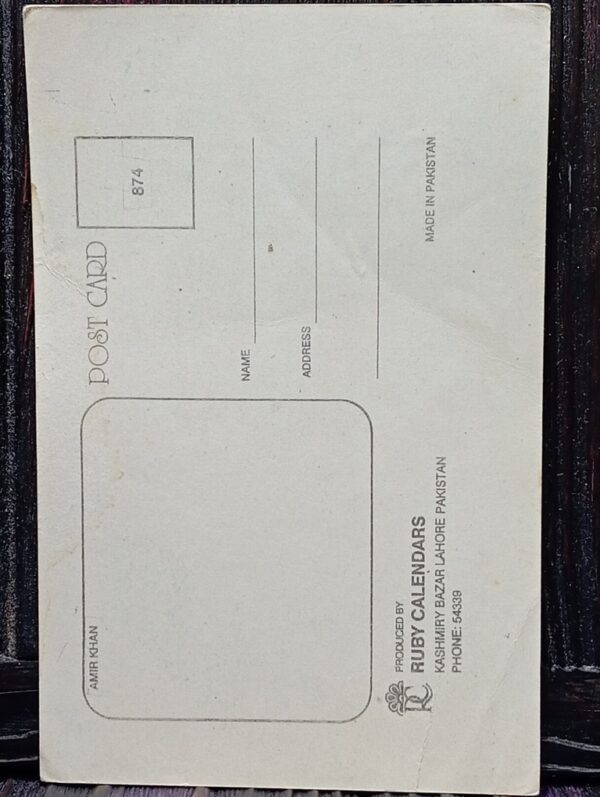 AMIR KHAN
POST CARD
874
NAME
ADDRESS
PRODUCED BY
RUBY CALENDARS
KASHMIRY BAZAR LAHORE PAKISTAN
PHONE: 54339
MADE IN PAKISTAN
RC